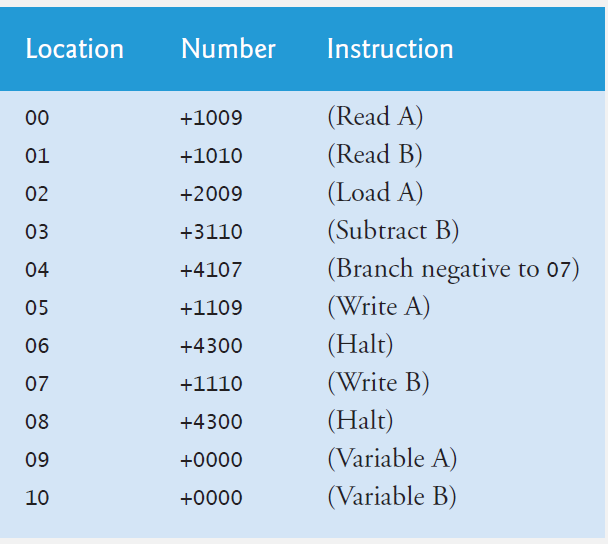 Location Number Instruction
00 +1009 (Read A)
01 +1010 (Read B)
02 +2009 (Load A)
03 +3110 (Subtract B)
04 +4107 (Branch negative to 07)
05 +1109 (Write A)
06 +4300 (Halt)
07 +1110 (Write B)
08 +4300 (Halt)
09 +0000 (Variable A)
10 +0000 (Variable B)